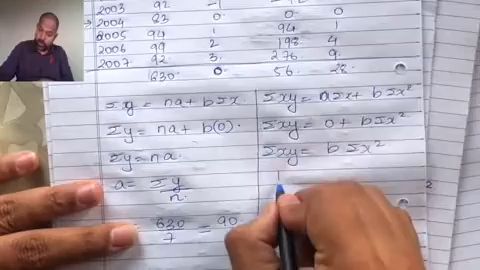 2003 92 -1
2004 83 0 0 0
2005 94 1 94 1
2006 99 2 198 4
2007 92 3 276 9
630 0 56 28
Σy = na + bΣx
Σy = na + b(0).
Σy = na.
a = Σy
n.
630
7
= 90
Σxy = aΣx + bΣx²
Σxy = 0 + bΣx²
Σxy = bΣx²